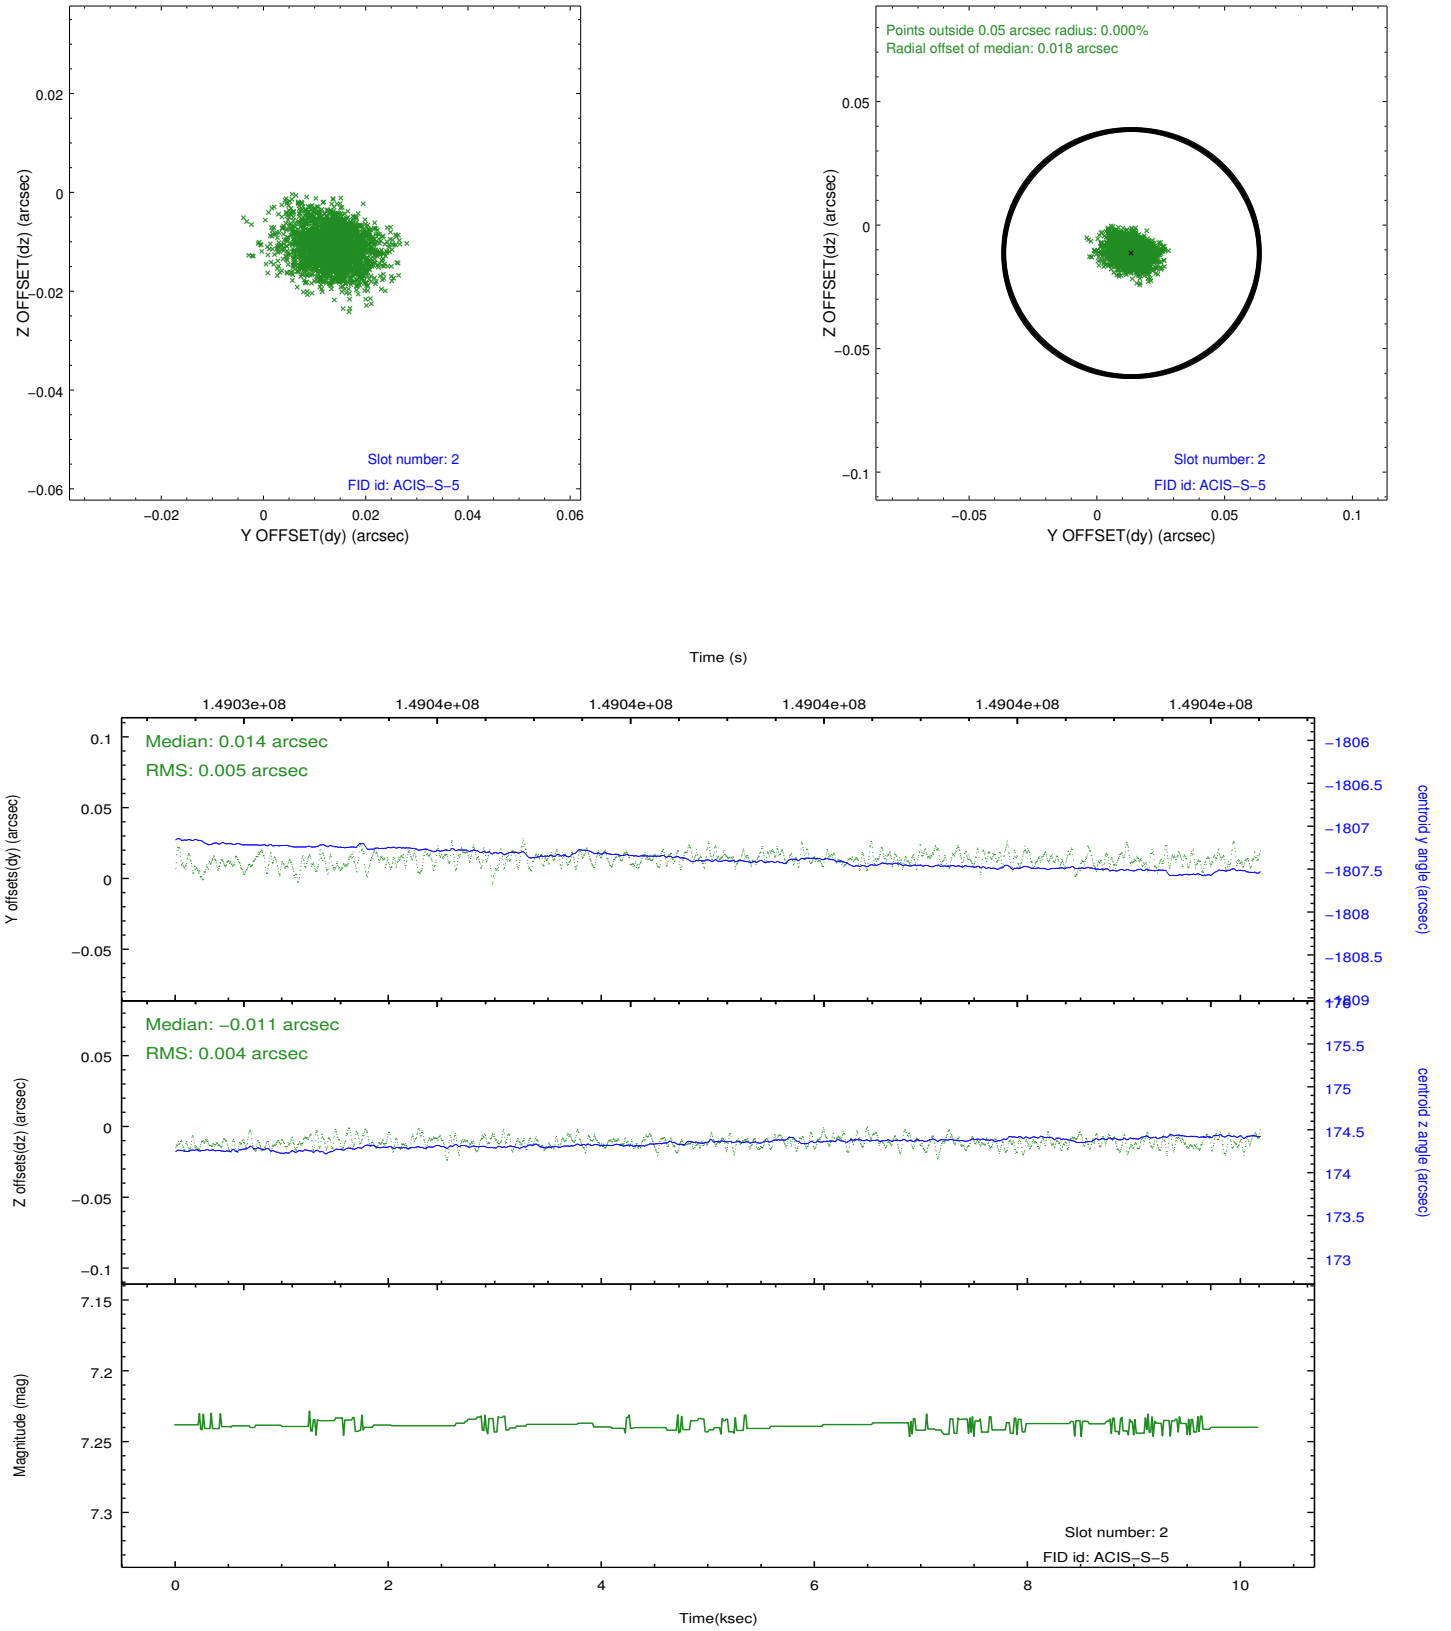 0.02
0
−0.02
−0.04
−0.06
Z OFFSET(dz) (arcsec)
Slot number: 2
FID id: ACIS−S−5
−0.02
0
0.02
0.04
0.06
Y OFFSET(dy) (arcsec)
Points outside 0.05 arcsec radius: 0.000%
Radial offset of median: 0.018 arcsec
0.05
0
−0.05
−0.1
Z OFFSET(dz) (arcsec)
Slot number: 2
FID id: ACIS−S−5
−0.05
0
0.05
0.1
Y OFFSET(dy) (arcsec)
Time (s)
1.4903e+08
1.4904e+08
1.4904e+08
1.4904e+08
1.4904e+08
1.4904e+08
Median: 0.014 arcsec
RMS: 0.005 arcsec
0.1
0.05
0
−0.05
Y offsets(dy) (arcsec)
−1806
−1806.5
−1807
−1807.5
−1808
−1808.5
−1809
centroid y angle (arcsec)
Median: −0.011 arcsec
RMS: 0.004 arcsec
0.05
0
−0.05
−0.1
Z offsets(dz) (arcsec)
176
175.5
175
174.5
174
173.5
173
centroid z angle (arcsec)
7.15
7.2
7.25
7.3
Magnitude (mag)
Slot number: 2
FID id: ACIS−S−5
0
2
4
6
8
10
Time(ksec)